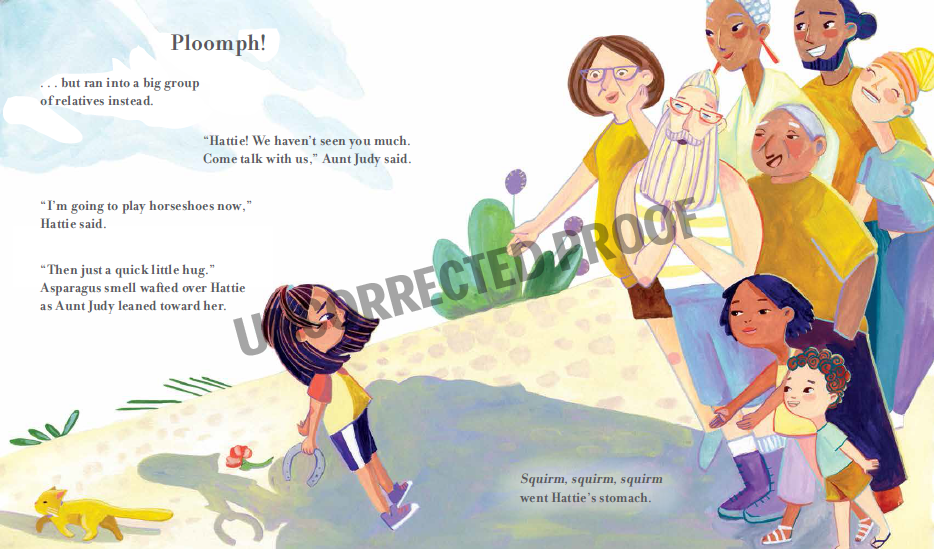 Ploomph!
. . . but ran into a big group
of relatives instead.
“Hattie! We haven’t seen you much.
Come talk with us,” Aunt Judy said.
“I’m going to play horseshoes now,”
Hattie said.
“Then just a quick little hug.”
Asparagus smell wafted over Hattie
as Aunt Judy leaned toward her.
UNCORRECTED PROOF
Squirm, squirm, squirm
went Hattie’s stomach.